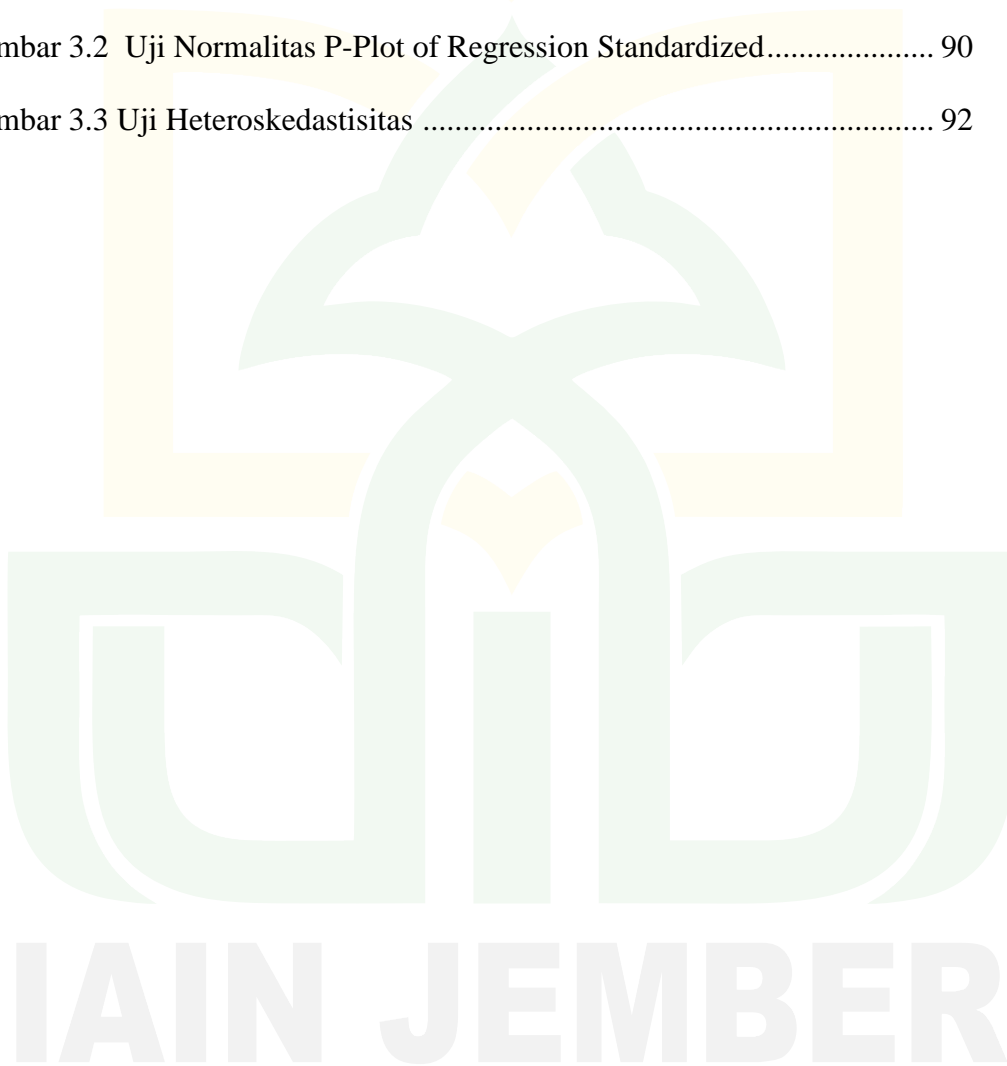 mbar 3.2  Uji Normalitas P-Plot of Regression Standardized..................... 90
mbar 3.3 Uji Heteroskedastisitas ................................................................ 92
IAIN JEMBER